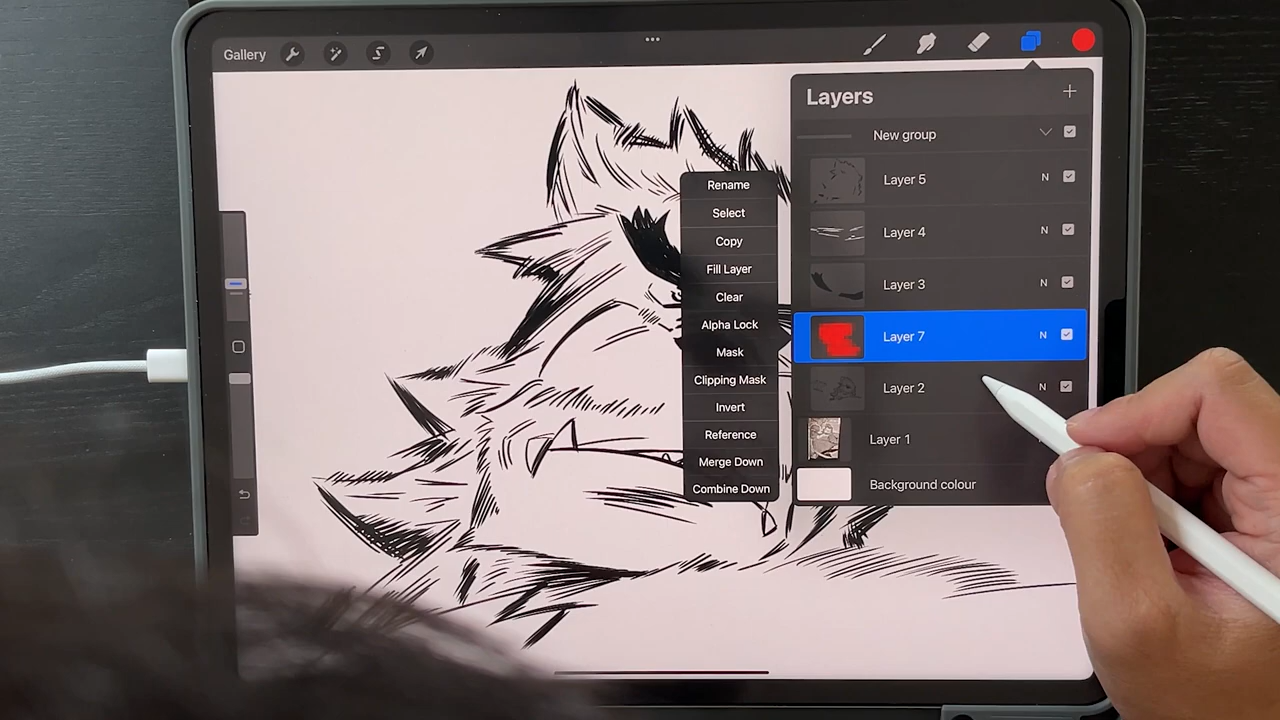 Gallery
Layers
New group
Layer 5
N
Layer 4
N
Layer 3
N
Layer 7
N
Layer 2
N
Layer 1
Background colour
Rename
Select
Copy
Fill Layer
Clear
Alpha Lock
Mask
Clipping Mask
Invert
Reference
Merge Down
Combine Down